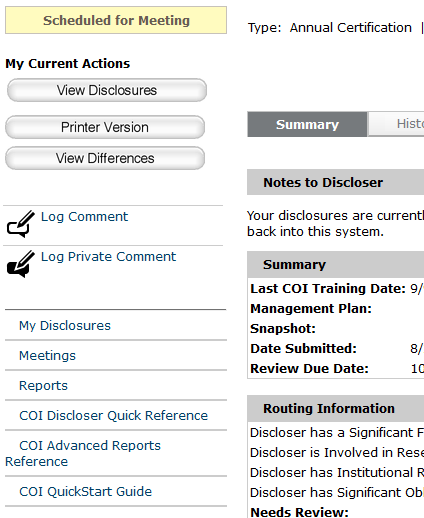 Scheduled for Meeting
Type: Annual Certification |
My Current Actions
View Disclosures
Printer Version
View Differences
Log Comment
Log Private Comment
My Disclosures
Meetings
Reports
COI Discloser Quick Reference
COI Advanced Reports
Reference
COI QuickStart Guide
Summary
Notes to Discloser
Your disclosures are
back into this system.
Summary
Last COI Training Date: 9/
Management Plan:
Snapshot:
Date Submitted: 8/
Review Due Date: 10
Routing Information
Discloser has a Significant
Discloser is Involved in
Discloser has Institutional
Discloser has Significant
Needs Review: